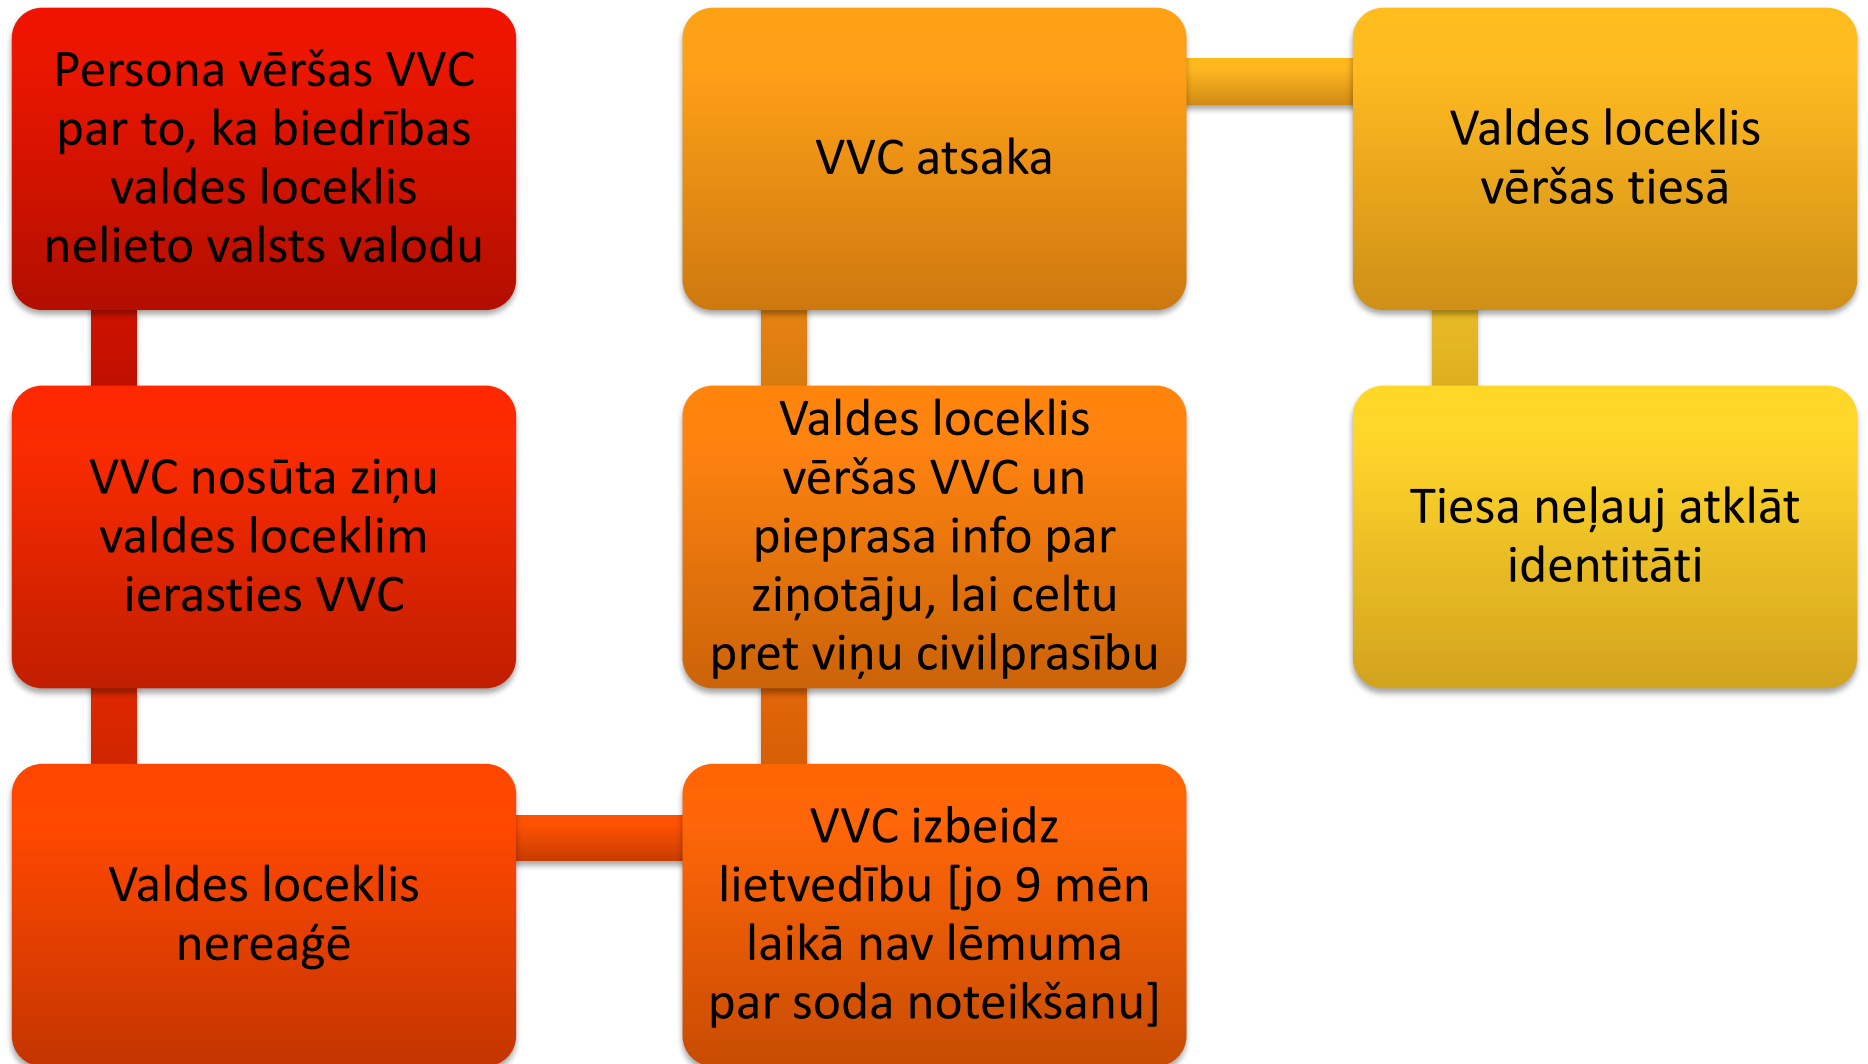 Persona vēršas VVC
par to, ka biedrības
valdes loceklis
nelieto valsts valodu
VVC nosūta ziņu
valdes loceklim
ierasties VVC
Valdes loceklis
nereaģē
VVC izbeidz
lietvedību [jo 9 mēn
laikā nav lēmuma
par soda noteikšanu]
Valdes loceklis
vēršas VVC un
pieprasa info par
ziņotāju, lai celtu
pret viņu civilprasību
VVC atsaka
Valdes loceklis
vēršas tiesā
Tiesa neļauj atklāt
identitāti